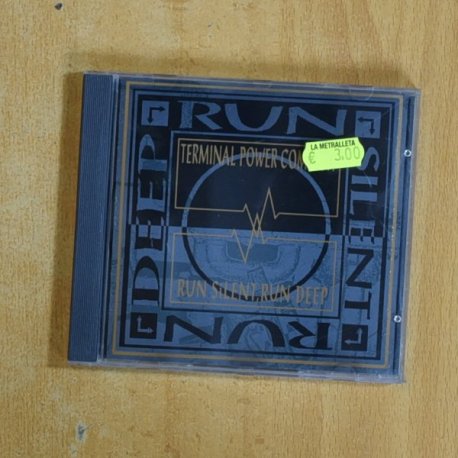 RUN
SILENT
RUN
DEEP
LA METRALLETA
€ 3.00
TERMINAL POWER COM
RUN SILENT, RUN DEEP